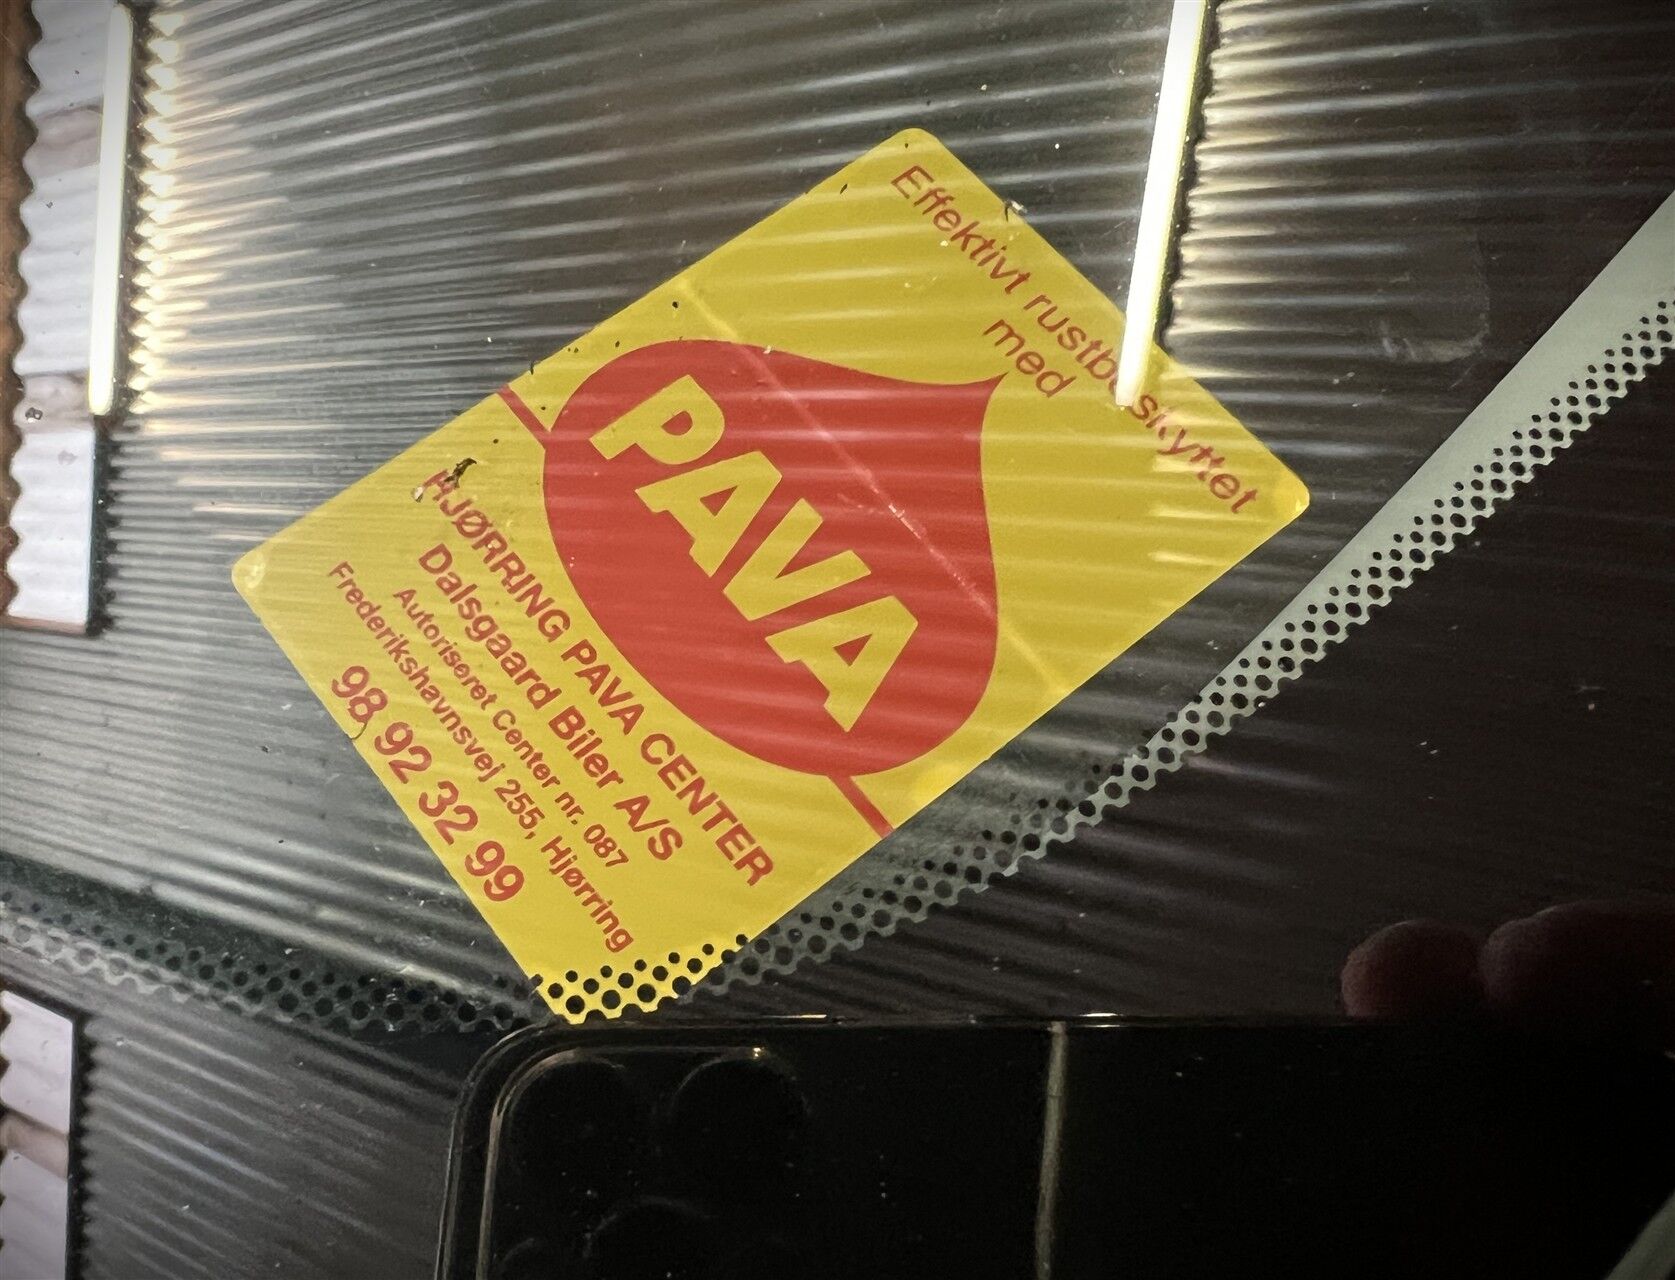 Effektivt rustbeskyttet
med
PAVA
HJØRRING PAVA CENTER
Dalsgaard Biler A/S
Autoriseret Center nr. 087
Frederikshavnsvej 255, Hjørring
98 92 32 99